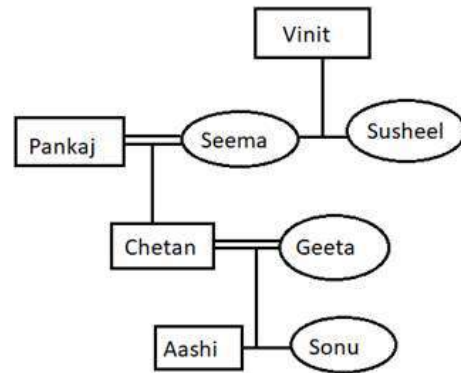 Vinit
Pankaj
Seema
Susheel
Chetan
Geeta
Aashi
Sonu